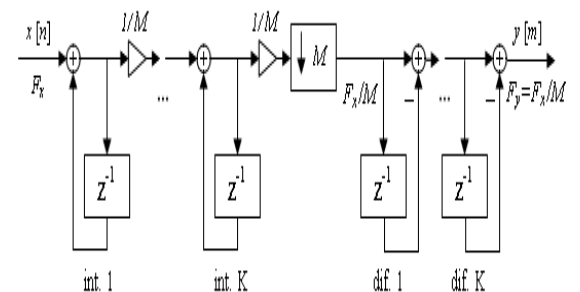 x [n]
1/M
1/M
y [m]
M
...
...
...
F_x
F_x/M
F_y=F_x/M
–
–
z^-1
z^-1
z^-1
z^-1
int. 1
int. K
dif. 1
dif. K